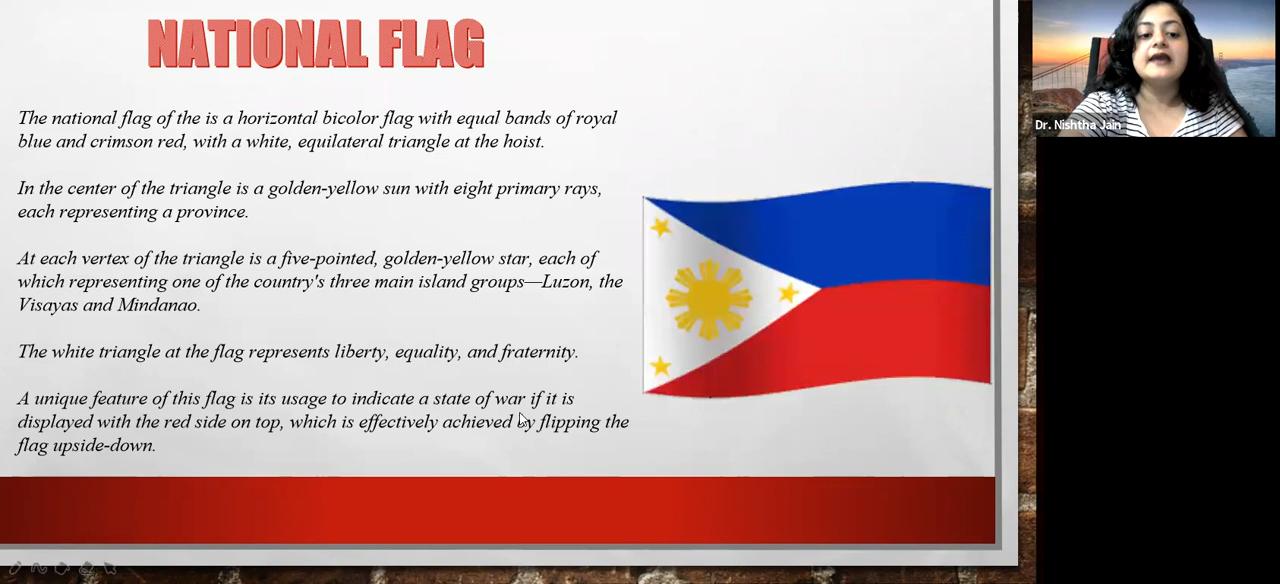 NATIONAL FLAG
The national flag of the is a horizontal bicolor flag with equal bands of royal
blue and crimson red, with a white, equilateral triangle at the hoist.
In the center of the triangle is a golden-yellow sun with eight primary rays,
each representing a province.
At each vertex of the triangle is a five-pointed, golden-yellow star, each of
which representing one of the country's three main island groups—Luzon, the
Visayas and Mindanao.
The white triangle at the flag represents liberty, equality, and fraternity.
A unique feature of this flag is its usage to indicate a state of war if it is
displayed with the red side on top, which is effectively achieved by flipping the
flag upside-down.
Dr. Nishtha Jain